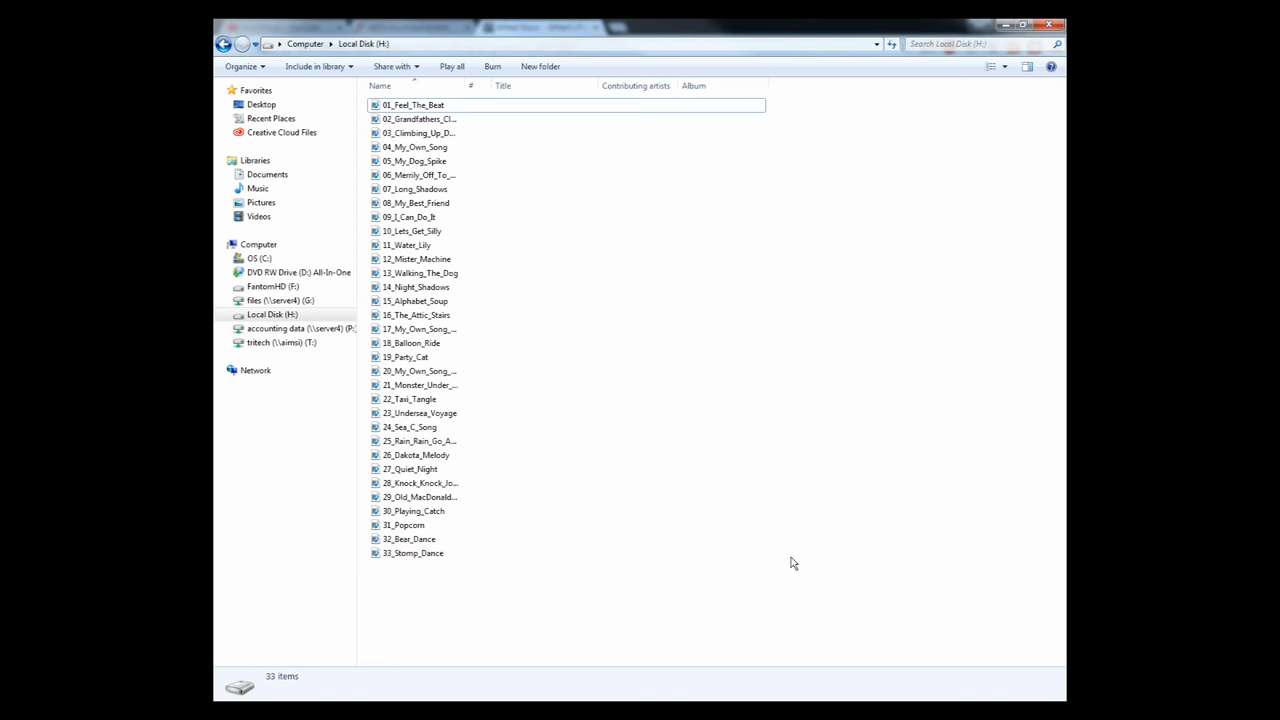 Computer Local Disk (H:) Search Local Disk (H:)
Organize Include in library Share with Play all Burn New folder
Name # Title Contributing artists Album
Favorites
Desktop
Recent Places
Creative Cloud Files
Libraries
Documents
Music
Pictures
Videos
Computer
OS (C:)
DVD RW Drive (D:) All-In-One
FantomHD (F:)
files (\\server4) (G:)
Local Disk (H:)
accounting data (\\server4) (P:
tritech (\\aimsi) (T:)
Network
01_Feel_The_Beat
02_Grandfathers_Cl...
03_Climbing_Up_D...
04_My_Own_Song
05_My_Dog_Spike
06_Merrily_Off_To_...
07_Long_Shadows
08_My_Best_Friend
09_I_Can_Do_It
10_Lets_Get_Silly
11_Water_Lily
12_Mister_Machine
13_Walking_The_Dog
14_Night_Shadows
15_Alphabet_Soup
16_The_Attic_Stairs
17_My_Own_Song_...
18_Balloon_Ride
19_Party_Cat
20_My_Own_Song_...
21_Monster_Under_...
22_Taxi_Tangle
23_Undersea_Voyage
24_Sea_C_Song
25_Rain_Rain_Go_A...
26_Dakota_Melody
27_Quiet_Night
28_Knock_Knock_Jo...
29_Old_MacDonald...
30_Playing_Catch
31_Popcorn
32_Bear_Dance
33_Stomp_Dance
33 items